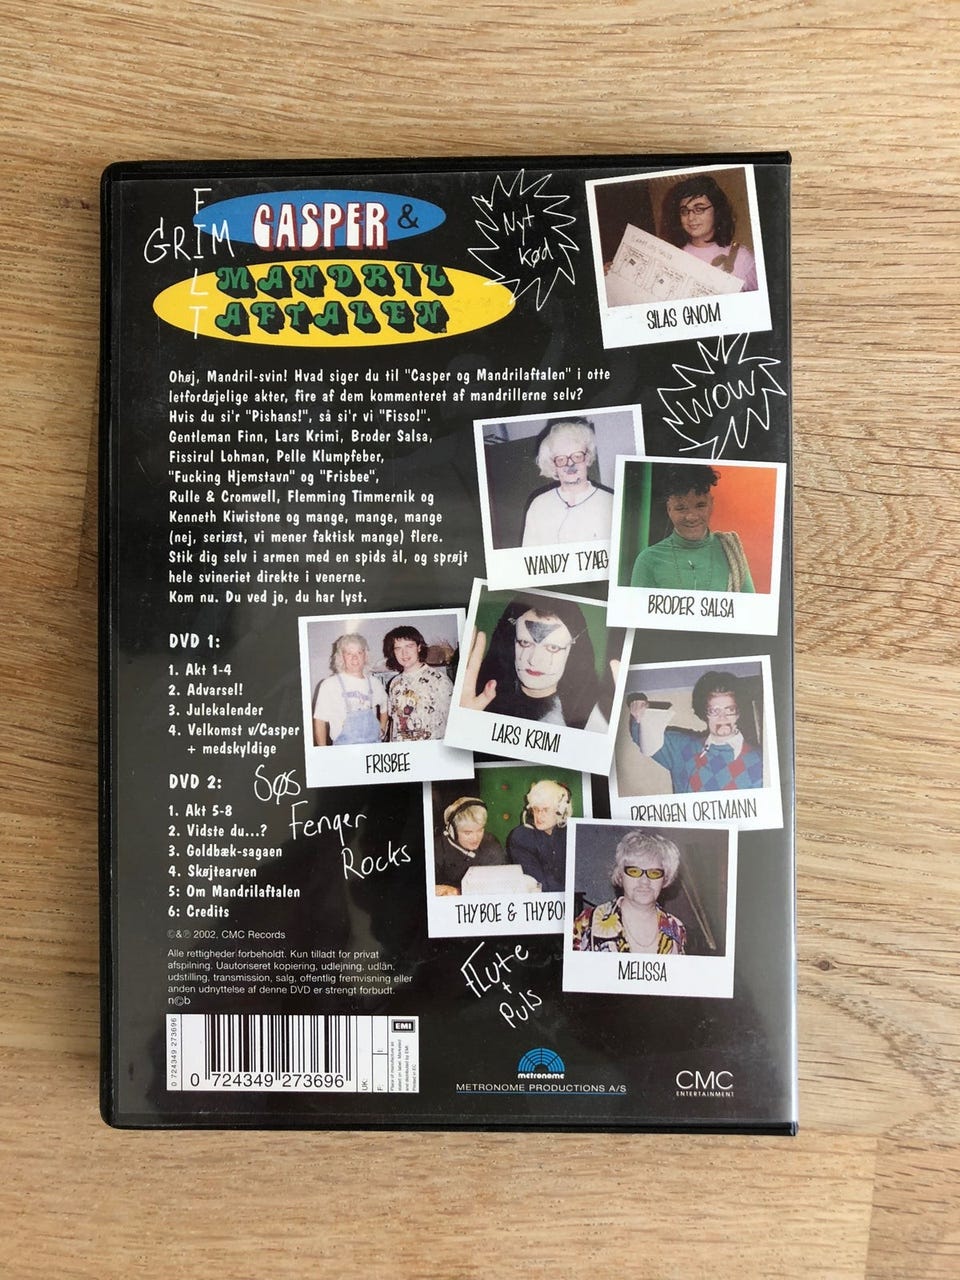 FILT
GRIM
CASPER &
MANDRIL
AFTALEN
Nyt
kød
SILAS GNOM
WOW
Ohøj, Mandril-svin! Hvad siger du til "Casper og Mandrilaftalen" i otte
letfordøjelige akter, fire af dem kommenteret af mandrillerne selv?
Hvis du si'r "Pishans!", så si'r vi "Fisso!".
Gentleman Finn, Lars Krimi, Broder Salsa,
Fissirul Lohman, Pelle Klumpfeber,
"Fucking Hjemstavn" og "Frisbee",
Rulle & Cromwell, Flemming Timmernik og
Kenneth Kiwistone og mange, mange, mange
(nej, seriøst, vi mener faktisk mange) flere.
Stik dig selv i armen med en spids ål, og sprøjt
hele svineriet direkte i venerne.
Kom nu. Du ved jo, du har lyst.
WANDY TYÆG
BRODER SALSA
FRISBEE
LARS KRIMI
DRENGEN ORTMANN
THYBOE & THYBO
MELISSA
DVD 1:
1. Akt 1-4
2. Advarsel!
3. Julekalender
4. Velkomst v/Casper
+ medskyldige
DVD 2:
1. Akt 5-8
2. Vidste du...?
3. Goldbæk-sagaen
4. Skøjtearven
5: Om Mandrilaftalen
6: Credits
Søs
Fenger
Rocks
Flute
+
Puls
©&℗ 2002, CMC Records
Alle rettigheder forbeholdt. Kun tilladt for privat
afspilning. Uautoriseret kopiering, udlejning, udlån,
udstilling, transmission, salg, offentlig fremvisning eller
anden udnyttelse af denne DVD er strengt forbudt.
n©b
0 724349 273696
0 724349 273696
UK:
F:
I:
EMI
metronome
METRONOME PRODUCTIONS A/S
CMC
ENTERTAINMENT